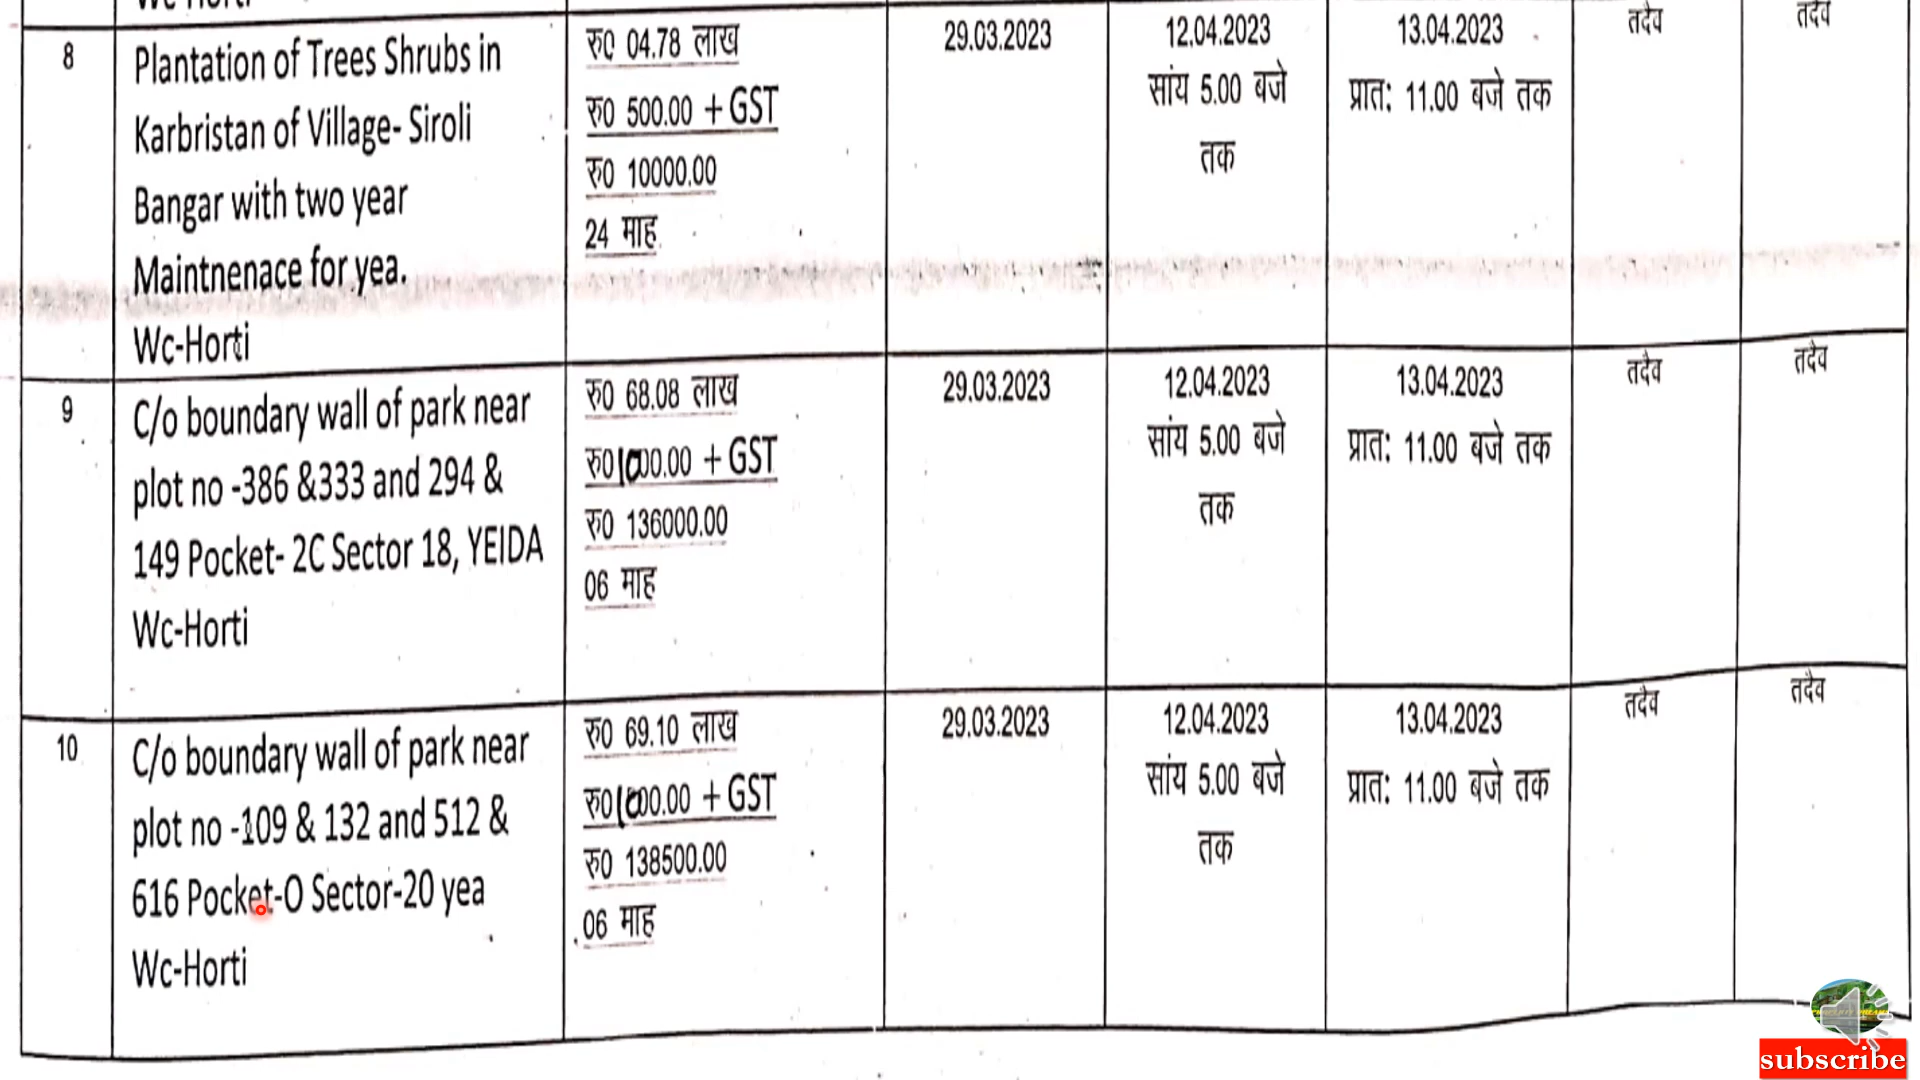 8
Plantation of Trees Shrubs in
Karbristan of Village- Siroli
Bangar with two year
Maintnenace for yea.
Wc-Horti
रु0 04.78 लाख
रु0 500.00 + GST
रु0 10000.00
24 माह
29.03.2023
12.04.2023
सांय 5.00 बजे
तक
13.04.2023
प्रात: 11.00 बजे तक
तदैव
तदैव
9
C/o boundary wall of park near
plot no -386 &333 and 294 &
149 Pocket- 2C Sector 18, YEIDA
Wc-Horti
रु0 68.08 लाख
रु0 1000.00 + GST
रु0 136000.00
06 माह
29.03.2023
12.04.2023
सांय 5.00 बजे
तक
13.04.2023
प्रात: 11.00 बजे तक
तदैव
तदैव
10
C/o boundary wall of park near
plot no -109 & 132 and 512 &
616 Pocket-O Sector-20 yea
Wc-Horti
रु0 69.10 लाख
रु0 1000.00 + GST
रु0 138500.00
06 माह
29.03.2023
12.04.2023
सांय 5.00 बजे
तक
13.04.2023
प्रात: 11.00 बजे तक
तदैव
तदैव
subscribe